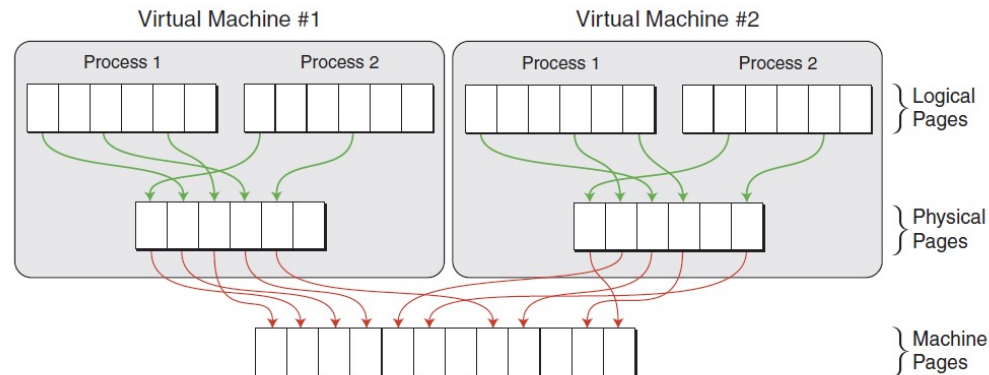 Virtual Machine #1
Virtual Machine #2
Process 1
Process 2
Process 1
Process 2
Logical
Pages
Physical
Pages
Machine
Pages